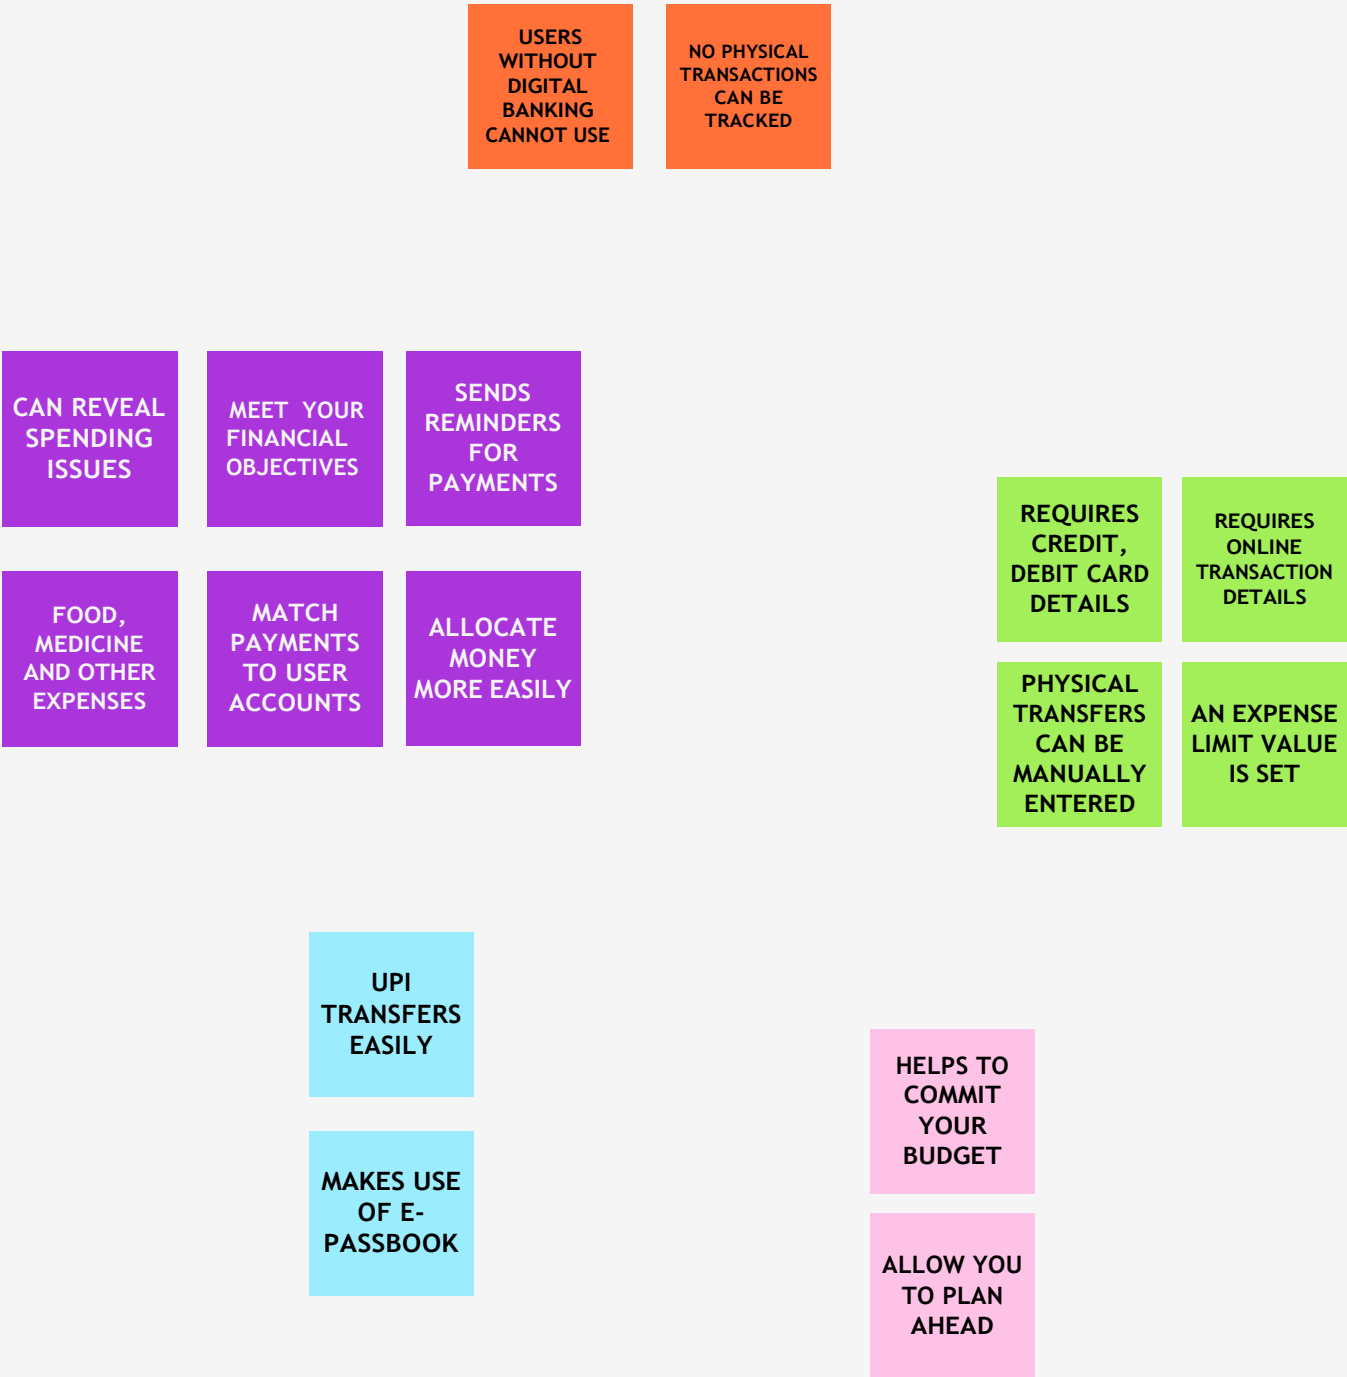 USERS
WITHOUT
DIGITAL
BANKING
CANNOT USE
NO PHYSICAL
TRANSACTIONS
CAN BE
TRACKED
CAN REVEAL
SPENDING
ISSUES
MEET YOUR
FINANCIAL
OBJECTIVES
SENDS
REMINDERS
FOR
PAYMENTS
FOOD,
MEDICINE
AND OTHER
EXPENSES
MATCH
PAYMENTS
TO USER
ACCOUNTS
ALLOCATE
MONEY
MORE EASILY
REQUIRES
CREDIT,
DEBIT CARD
DETAILS
REQUIRES
ONLINE
TRANSACTION
DETAILS
PHYSICAL
TRANSFERS
CAN BE
MANUALLY
ENTERED
AN EXPENSE
LIMIT VALUE
IS SET
UPI
TRANSFERS
EASILY
MAKES USE
OF E-
PASSBOOK
HELPS TO
COMMIT
YOUR
BUDGET
ALLOW YOU
TO PLAN
AHEAD